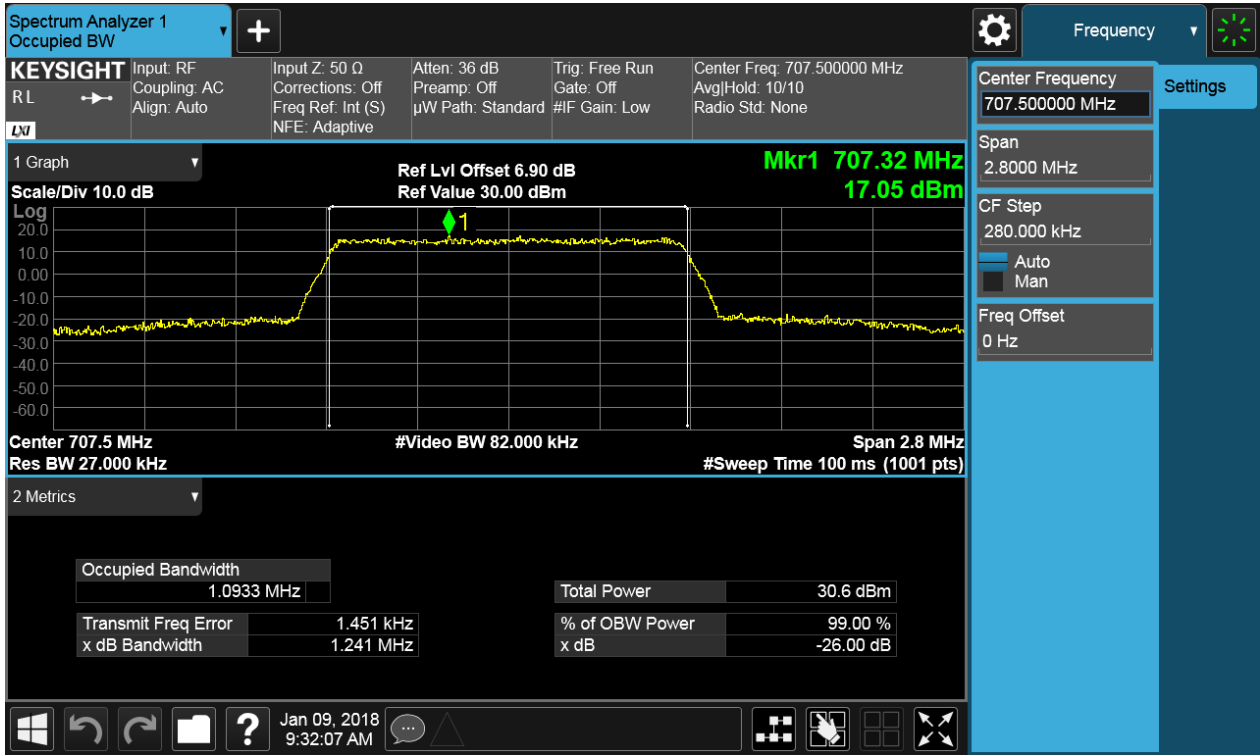 Spectrum Analyzer 1
Occupied BW
+
Frequency
KEYSIGHT
RL
LXI
Input: RF
Coupling: AC
Align: Auto
Input Z: 50 Ω
Corrections: Off
Freq Ref: Int (S)
NFE: Adaptive
Atten: 36 dB
Preamp: Off
µW Path: Standard
Trig: Free Run
Gate: Off
#IF Gain: Low
Center Freq: 707.500000 MHz
Avg|Hold: 10/10
Radio Std: None
Center Frequency
707.500000 MHz
Settings
Span
2.8000 MHz
CF Step
280.000 kHz
Auto
Man
Freq Offset
0 Hz
1 Graph
Scale/Div 10.0 dB
Ref Lvl Offset 6.90 dB
Ref Value 30.00 dBm
Mkr1 707.32 MHz
17.05 dBm
Log
1
20.0
10.0
0.00
-10.0
-20.0
-30.0
-40.0
-50.0
-60.0
Center 707.5 MHz
#Video BW 82.000 kHz
Span 2.8 MHz
Res BW 27.000 kHz
#Sweep Time 100 ms (1001 pts)
2 Metrics
Occupied Bandwidth
1.0933 MHz
Total Power 30.6 dBm
Transmit Freq Error 1.451 kHz
% of OBW Power 99.00 %
x dB Bandwidth 1.241 MHz
x dB -26.00 dB
?
Jan 09, 2018
9:32:07 AM